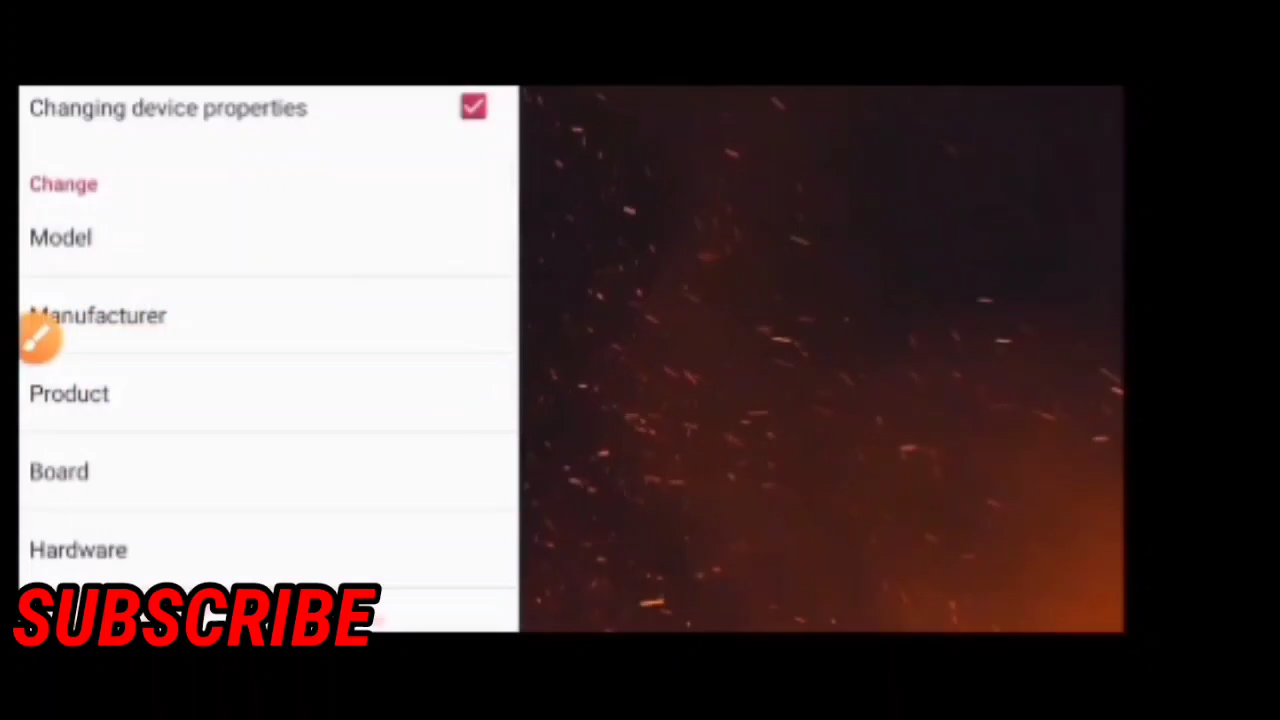 Changing device properties
Change
Model
Manufacturer
Product
Board
Hardware
SUBSCRIBE